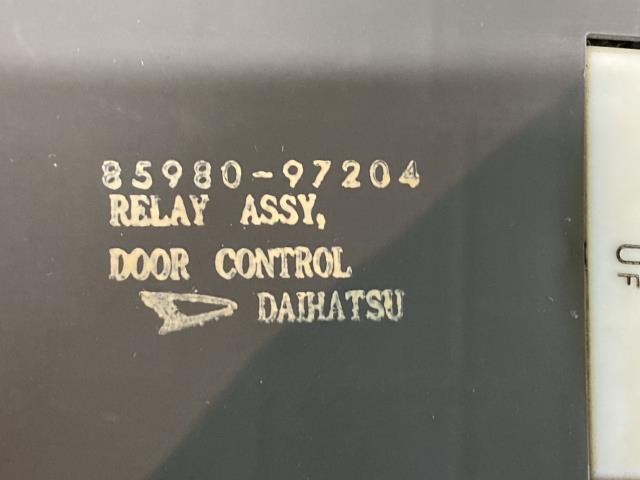 85980-97204
RELAY ASSY,
DOOR CONTROL
DAIHATSU